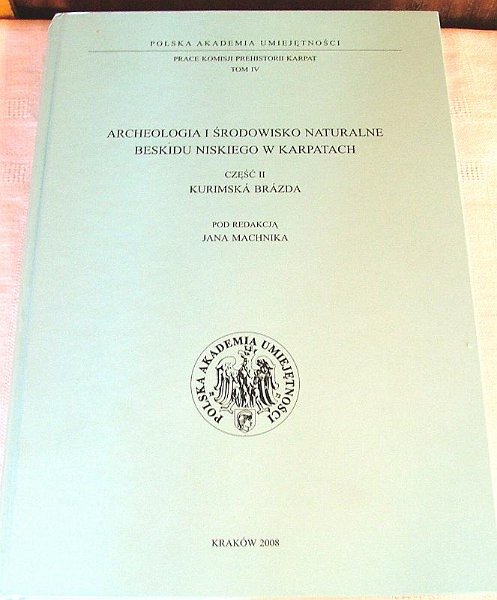 POLSKA AKADEMIA UMIEJĘTNOŚCI
PRACE KOMISJI PREHISTORII KARPAT
TOM IV
ARCHEOLOGIA I ŚRODOWISKO NATURALNE
BESKIDU NISKIEGO W KARPATACH
CZĘŚĆ II
KURIMSKÁ BRÁZDA
POD REDAKCJĄ
JANA MACHNIKA
POLSKA AKADEMIA UMIEJĘTNOŚCI
KRAKÓW 2008